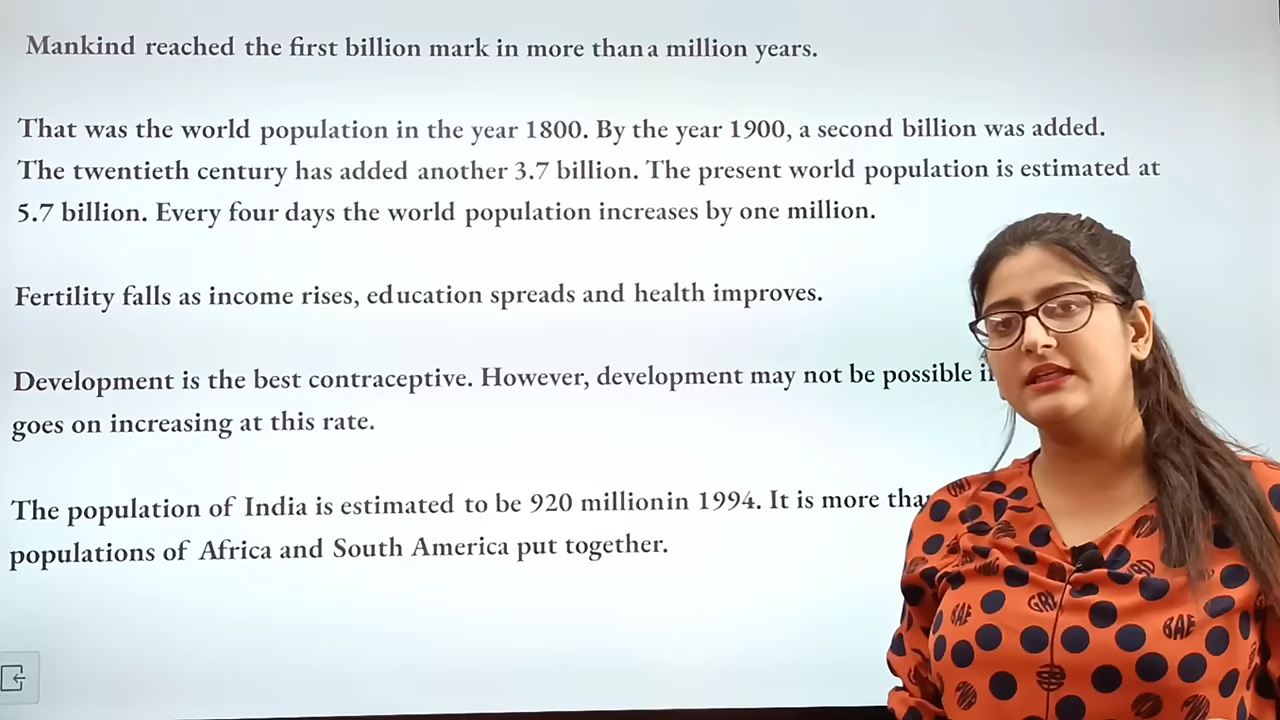 Mankind reached the first billion mark in more than a million years.
That was the world population in the year 1800. By the year 1900, a second billion was added.
The twentieth century has added another 3.7 billion. The present world population is estimated at
5.7 billion. Every four days the world population increases by one million.
Fertility falls as income rises, education spreads and health improves.
Development is the best contraceptive. However, development may not be possible
goes on increasing at this rate.
The population of India is estimated to be 920 millionin 1994. It is more
populations of Africa and South America put together.
BAE
GRL
BAE